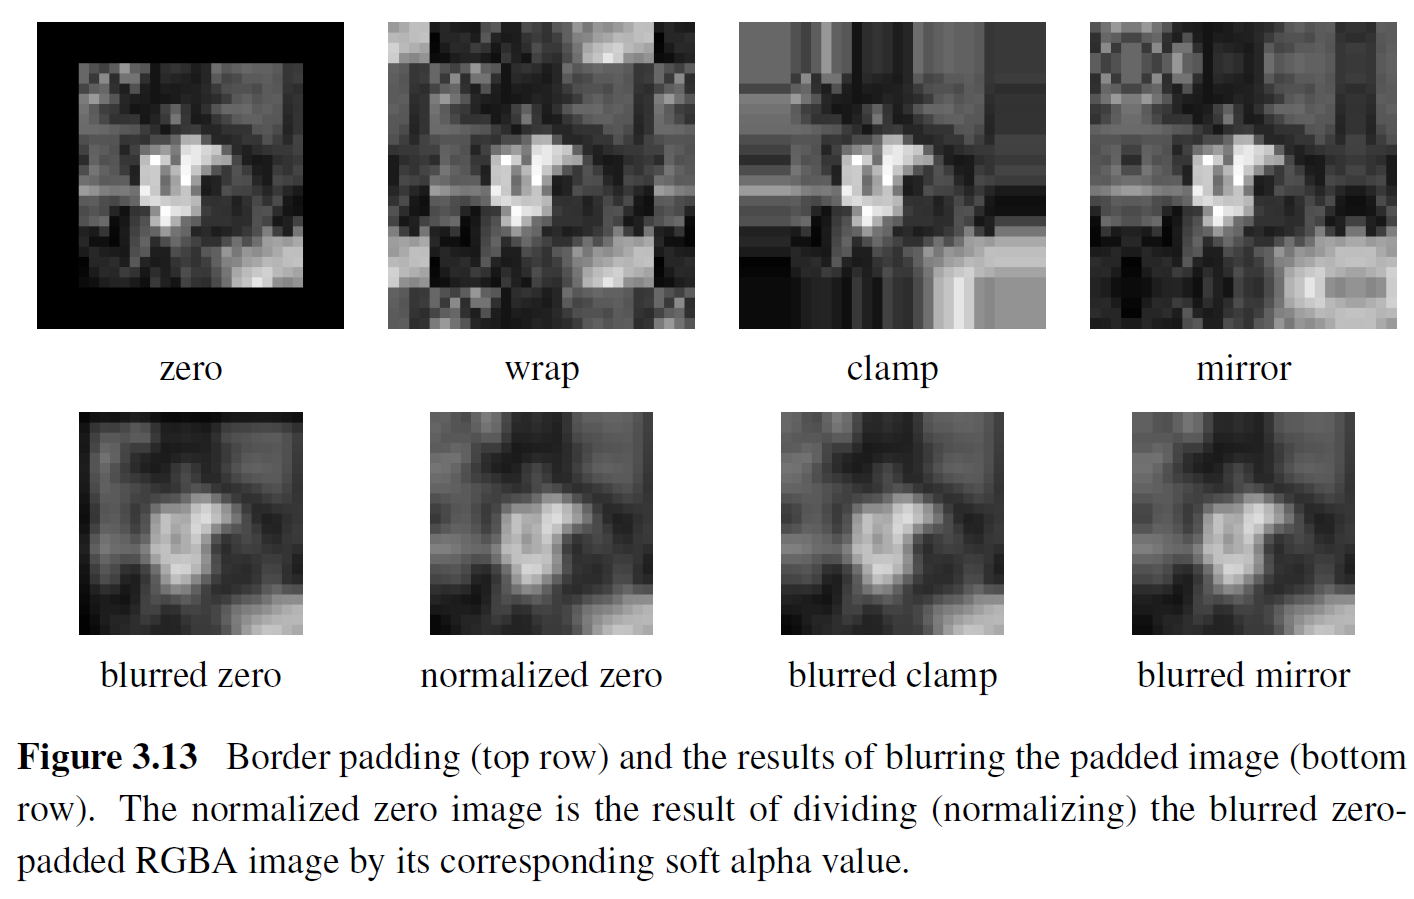 zero wrap clamp mirror
blurred zero normalized zero blurred clamp blurred mirror
Figure 3.13 Border padding (top row) and the results of blurring the padded image (bottom
row). The normalized zero image is the result of dividing (normalizing) the blurred zero-
padded RGBA image by its corresponding soft alpha value.